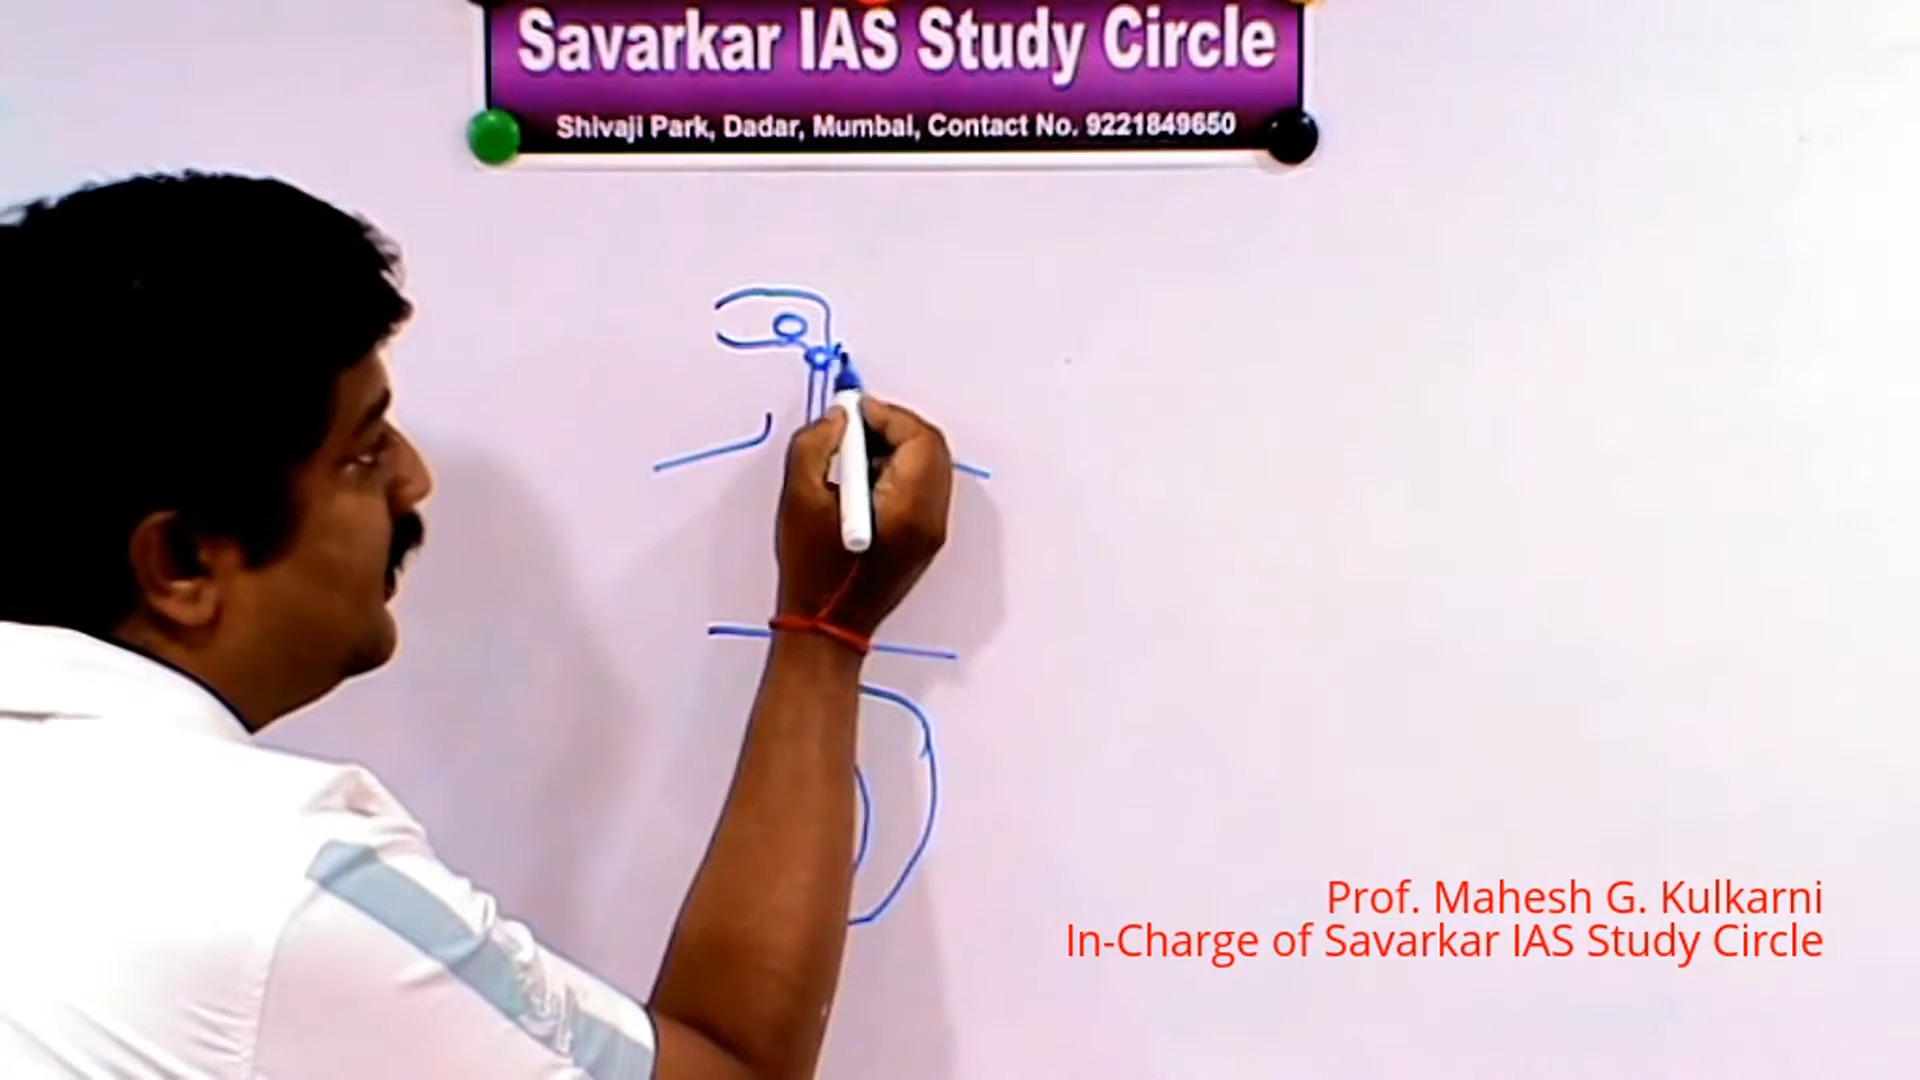 Savarkar IAS Study Circle
Shivaji Park, Dadar, Mumbai, Contact No. 9221849650
Prof. Mahesh G. Kulkarni
In-Charge of Savarkar IAS Study Circle